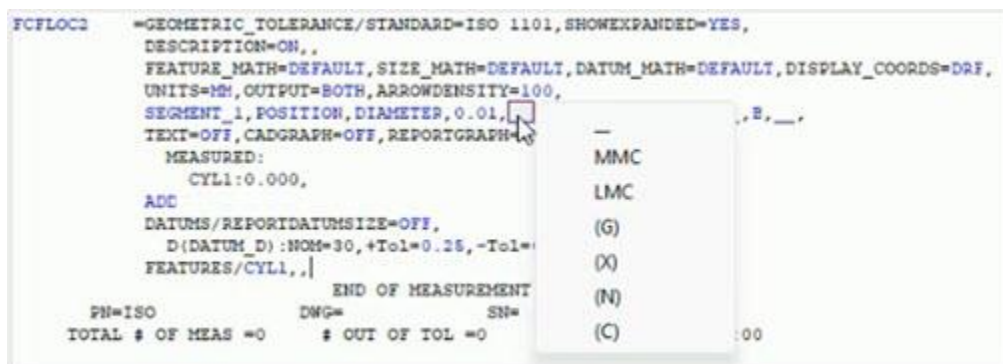 FCFLOC2 =GEOMETRIC_TOLERANCE/STANDARD=ISO 1101,SHOWEXPANDED=YES,
DESCRIPTION=ON,,
FEATURE_MATH=DEFAULT,SIZE_MATH=DEFAULT,DATUM_MATH=DEFAULT,DISPLAY_COORDS=DRF,
UNITS=MM,OUTPUT=BOTH,ARROWDENSITY=100,
SEGMENT_1,POSITION,DIAMETER,0.01, ,B,__,
TEXT=OFF,CADGRAPH=OFF,REPORTGRAPH=
MEASURED:
CYL1:0.000,
ADD
DATUMS/REPORTDATUMSIZE=OFF,
D(DATUM_D):NOM=30,+Tol=0.25,-Tol=
FEATURES/CYL1,,
END OF MEASUREMENT
PN=ISO DWG= SN=
TOTAL # OF MEAS =0 # OUT OF TOL =0 :00
__
MMC
LMC
(G)
(X)
(N)
(C)